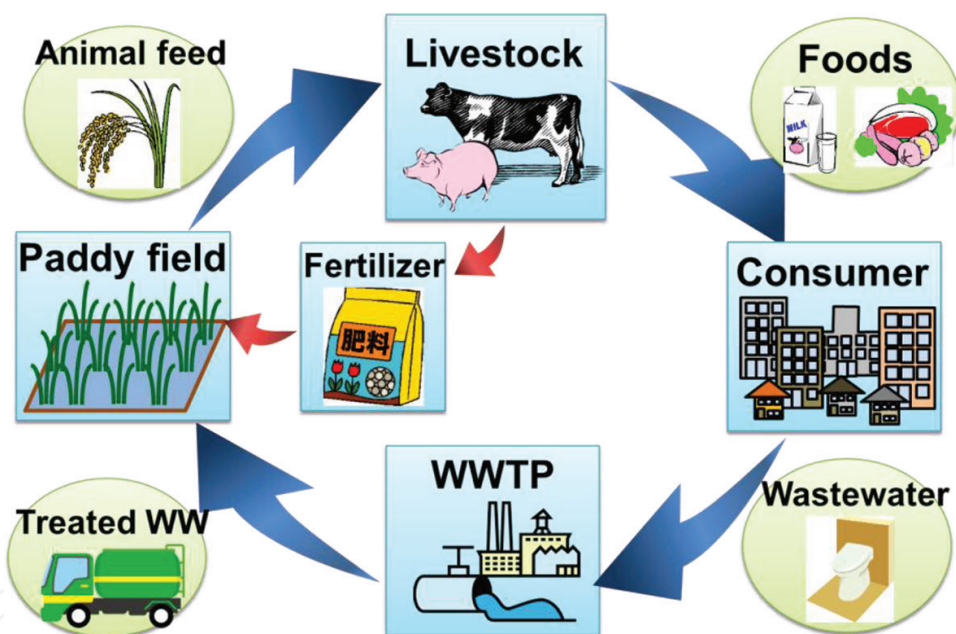 Animal feed
Livestock
Foods
MILK
Paddy field
Fertilizer
肥料
Consumer
WWTP
Treated WW
Wastewater